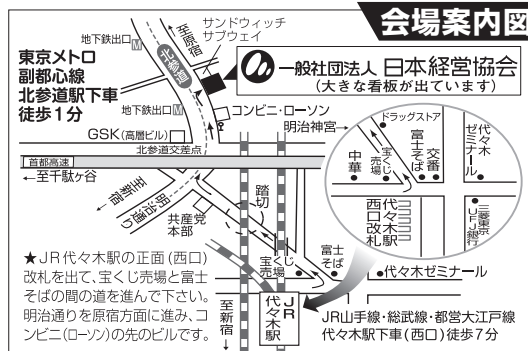 会場案内図
サンドウィッチ
サブウェイ
至原宿
地下鉄出口
M
北参道
東京メトロ
副都心線
北参道駅下車
徒歩1分
一般社団法人 日本経営協会
(大きな看板が出ています)
地下鉄出口
M
コンビニ・ローソン
明治神宮
GSK(高層ビル)
北参道交差点
首都高速
←至千駄ヶ谷
至新宿
明治通り
共産党
本部
踏切
ドラッグストア
代々木
ゼミナール
交番
富士そば
宝くじ
売場
中華
代々木駅
西口改札
三菱東京
UFJ銀行
★JR代々木駅の正面(西口)
改札を出て、宝くじ売場と富士
そばの間の道を進んで下さい。
明治通りを原宿方面に進み、コ
ンビニ(ローソン)の先のビルです。
宝くじ
売場
富士
そば
代々木ゼミナール
至新宿
JR
代々木駅
JR山手線・総武線・都営大江戸線
代々木駅下車(西口)徒歩7分